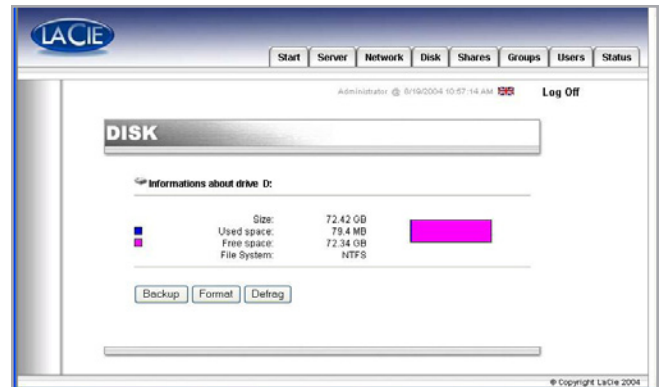 LACIE
Start Server Network Disk Shares Groups Users Status
Administrator @ 8/19/2004 10:57:14 AM Log Off
DISK
Informations about drive D:
Size: 72.42 GB
Used space: 79.4 MB
Free space: 72.34 GB
File System: NTFS
Backup Format Defrag
© Copyright LaCie 2004